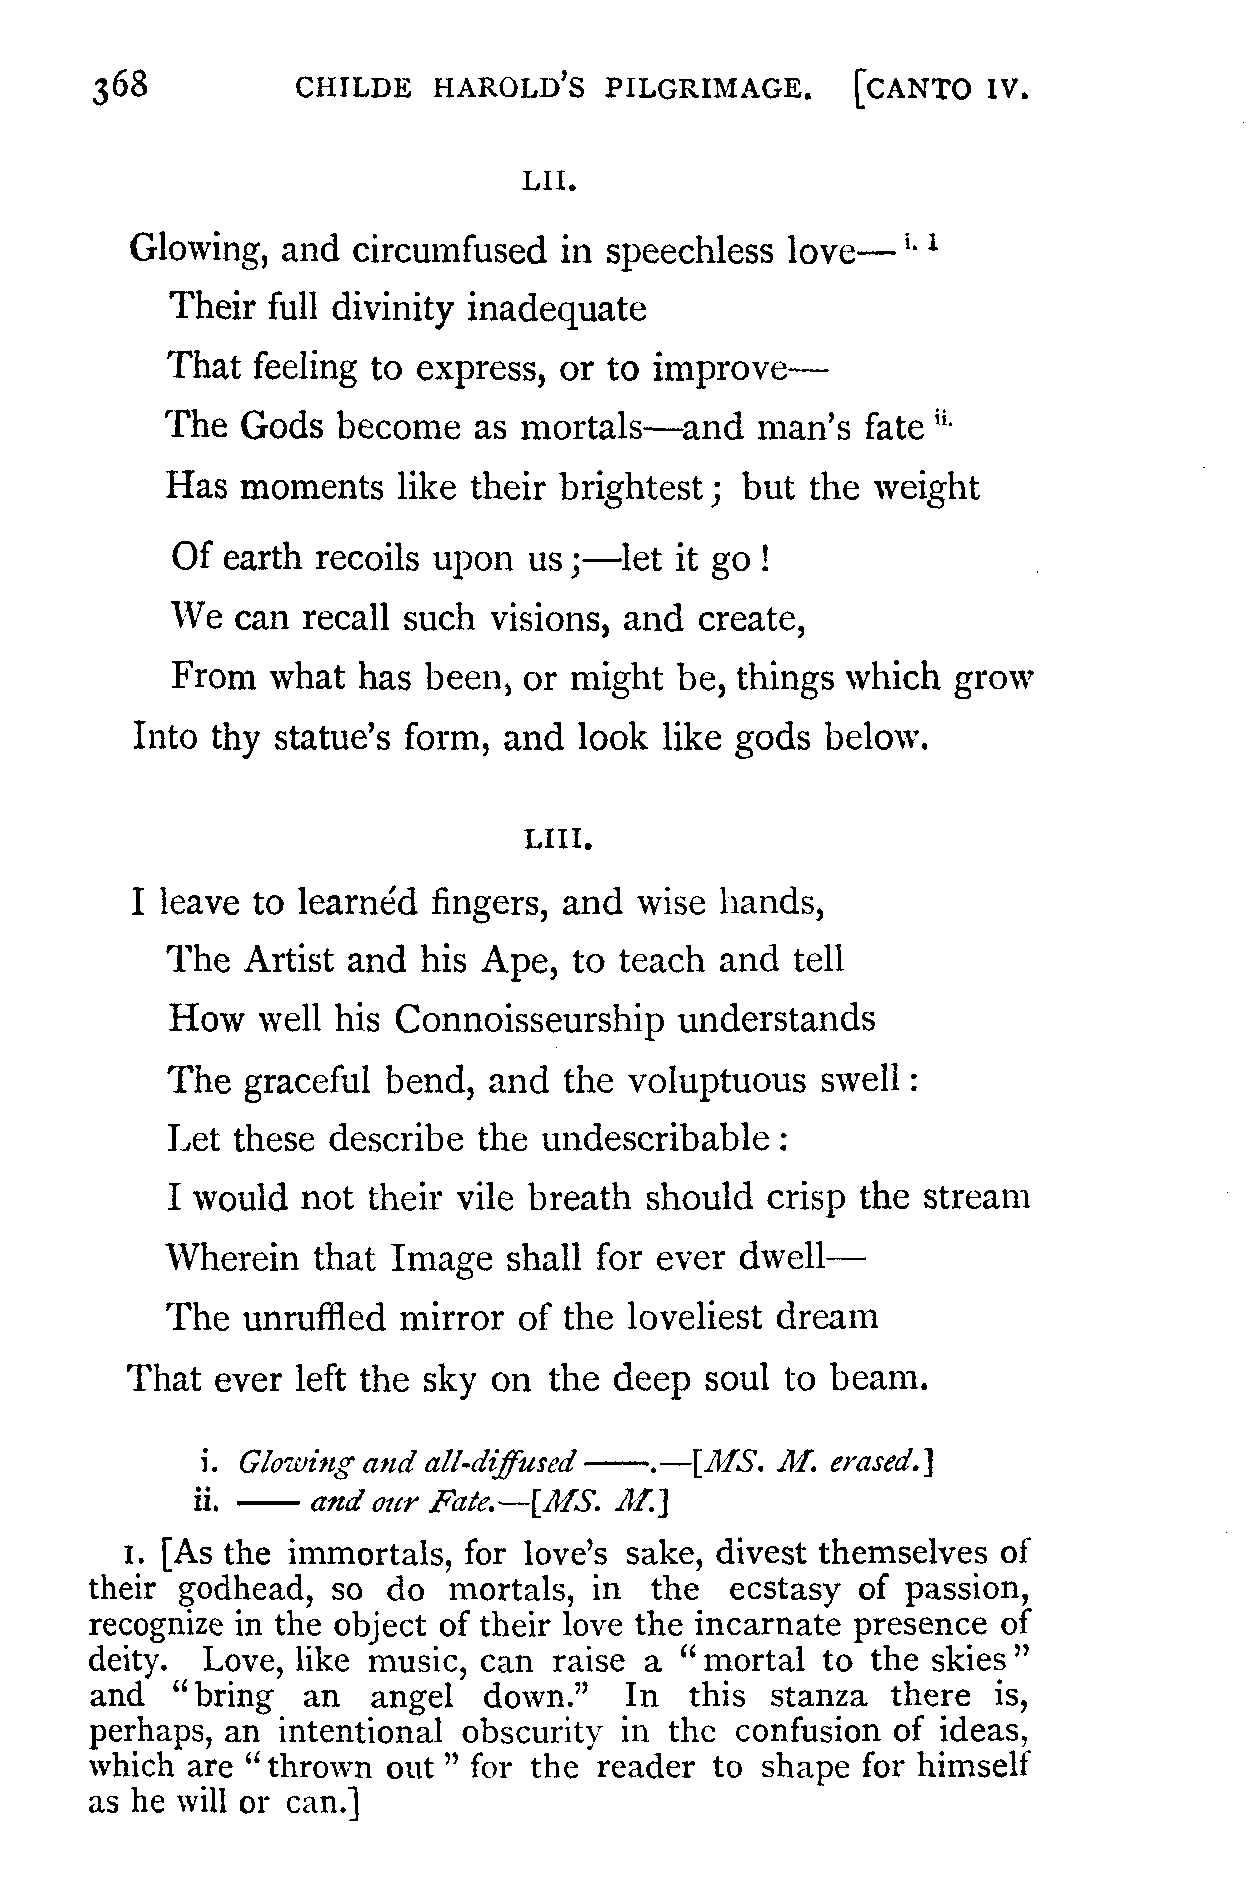 368 CHILDE HAROLD'S PILGRIMAGE. [CANTO IV.
LII.
Glowing, and circumfused in speechless love— i. 1
Their full divinity inadequate
That feeling to express, or to improve—
The Gods become as mortals—and man's fate ii.
Has moments like their brightest; but the weight
Of earth recoils upon us;—let it go!
We can recall such visions, and create,
From what has been, or might be, things which grow
Into thy statue's form, and look like gods below.
LIII.
I leave to learnéd fingers, and wise hands,
The Artist and his Ape, to teach and tell
How well his Connoisseurship understands
The graceful bend, and the voluptuous swell:
Let these describe the undescribable:
I would not their vile breath should crisp the stream
Wherein that Image shall for ever dwell—
The unruffled mirror of the loveliest dream
That ever left the sky on the deep soul to beam.
i. Glowing and all-diffused ——.—[MS. M. erased.]
ii. —— and our Fate.—[MS. M.]
1. [As the immortals, for love's sake, divest themselves of
their godhead, so do mortals, in the ecstasy of passion,
recognize in the object of their love the incarnate presence of
deity. Love, like music, can raise a "mortal to the skies"
and "bring an angel down." In this stanza there is,
perhaps, an intentional obscurity in the confusion of ideas,
which are "thrown out" for the reader to shape for himself
as he will or can.]